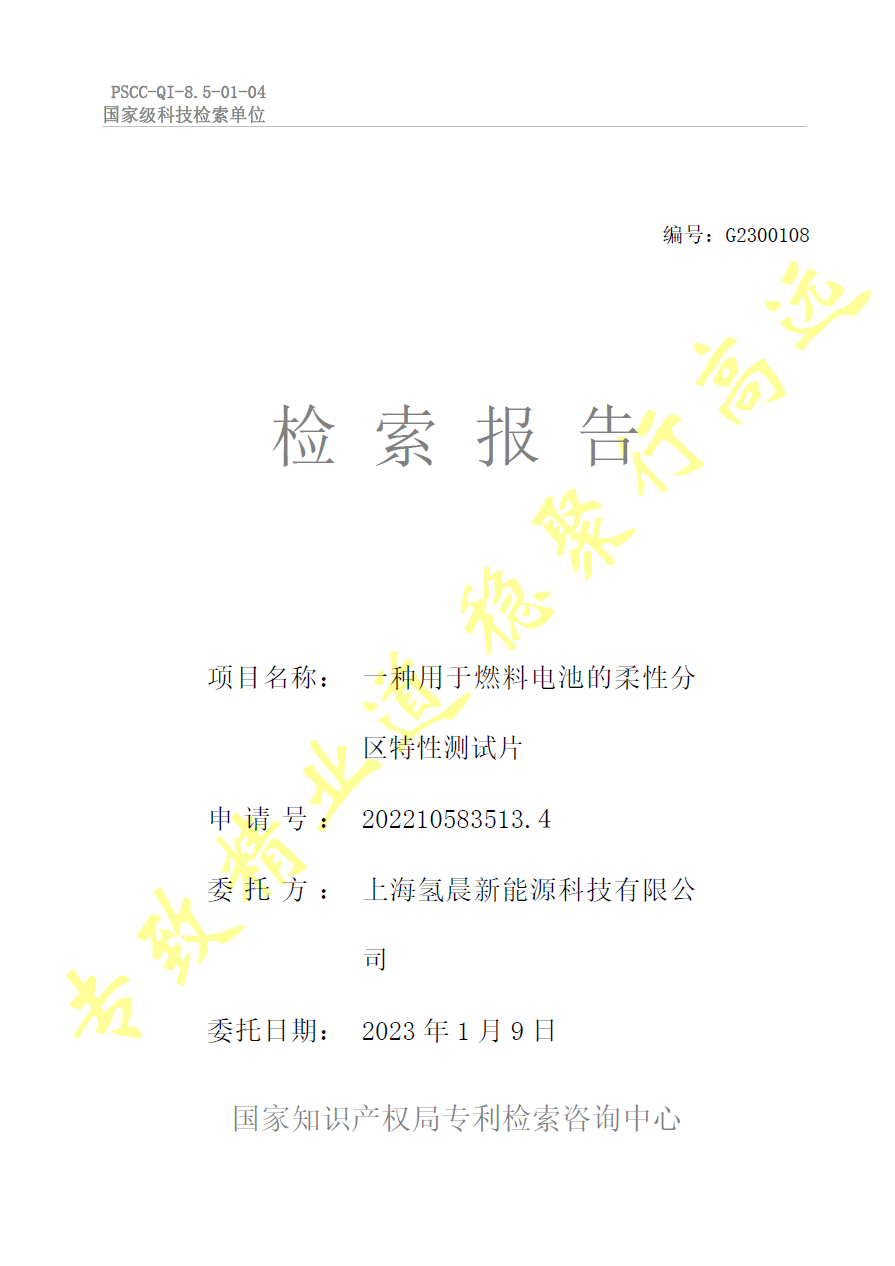 PSCC-QI-8.5-01-04
国家级科技检索单位
编号：G2300108
检 索 报 告
项目名称： 一种用于燃料电池的柔性分
区特性测试片
申 请 号 ： 202210583513.4
委 托 方 ： 上海氢晨新能源科技有限公
司
委托日期： 2023 年 1 月 9 日
国家知识产权局专利检索咨询中心
专致精业道稳聚行高远